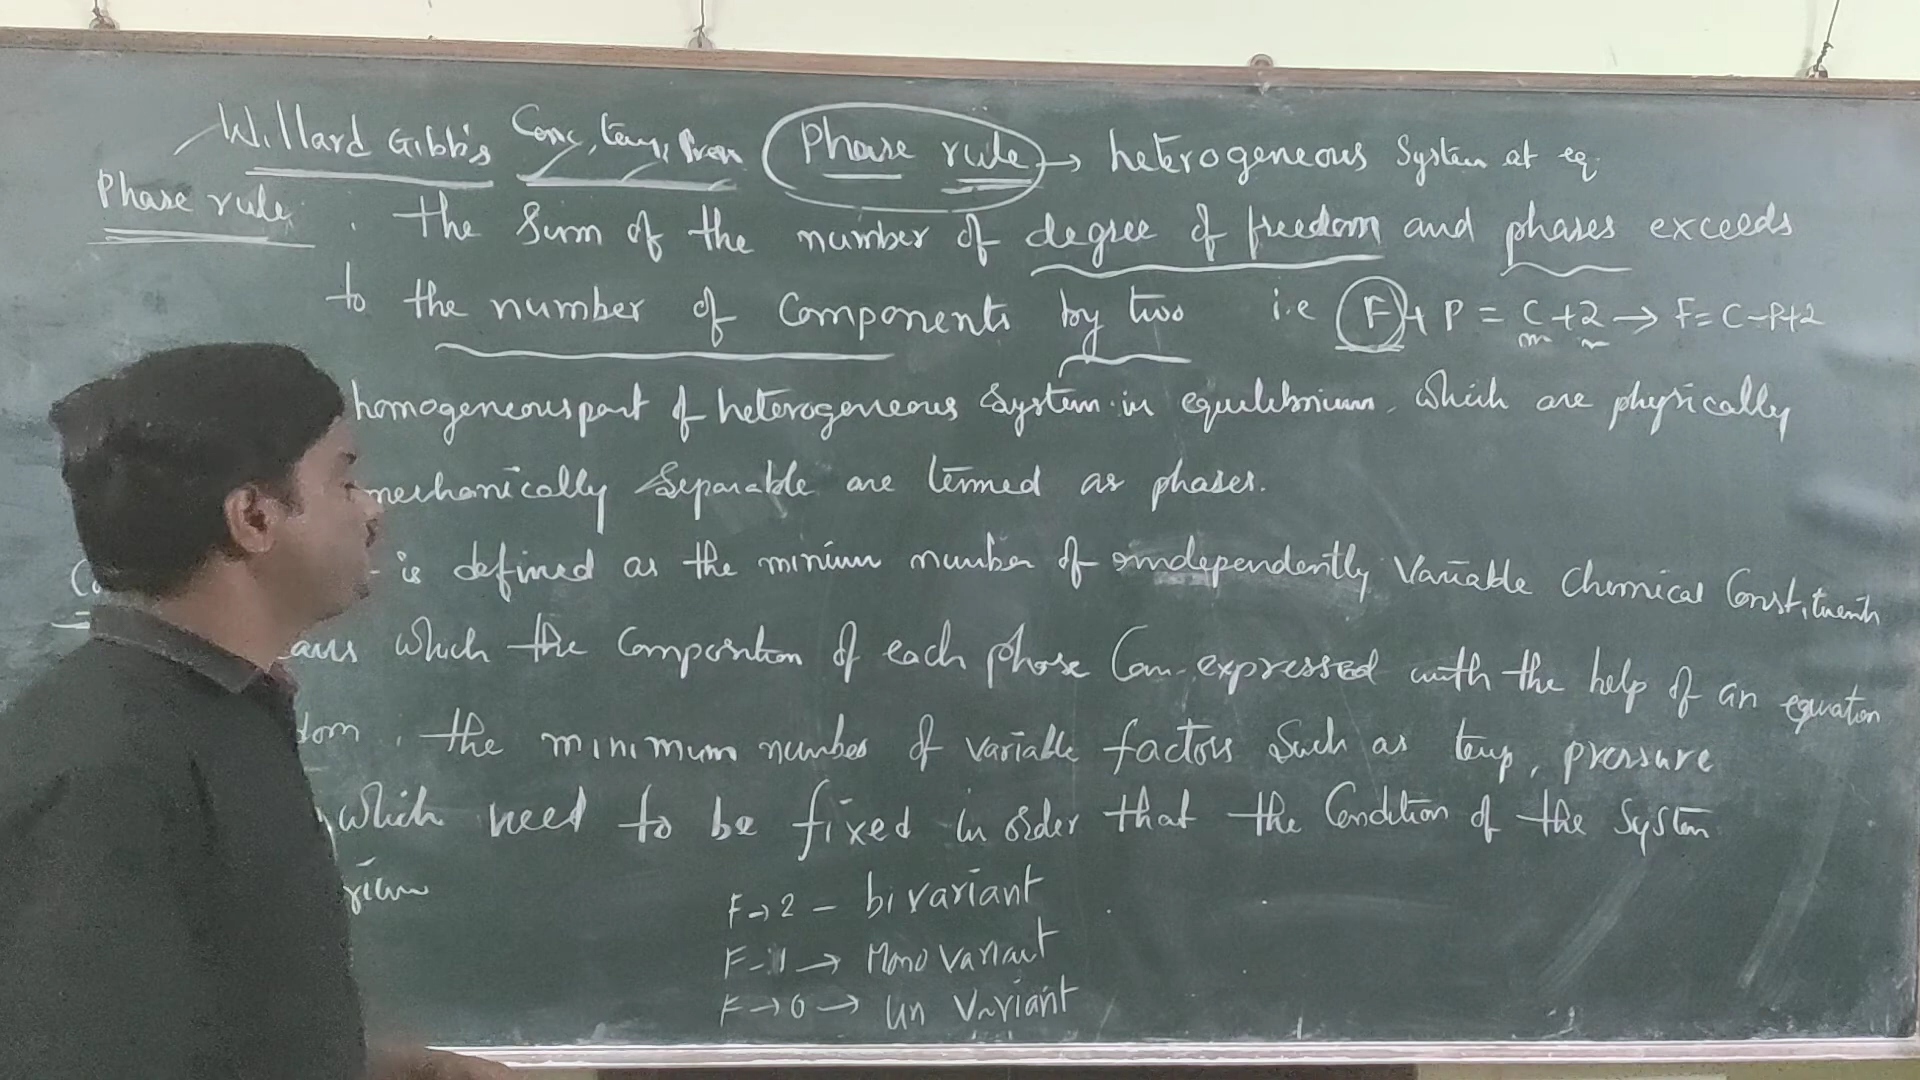 Willard Gibb's Conc, temp, Pren Phase rule → heterogeneous System at eq
Phase rule . the Sum of the number of degree of freedom and phases exceeds
to the number of Components by two i.e F + P = C + 2 → F = C - P + 2
homogeneous part of heterogeneous System in equilibrium, which are physically
mechanically Separable are termed as phases.
is defined as the minium number of independently Variable Chemical Constituents
which the Composition of each phase Can expressed with the help of an equation
dom, the minimum number of variable factors Such as temp, pressure
which need to be fixed in order that the Condition of the System
rium
F → 2 - bivariant
F - 1 → Mono Variant
F → 0 → Un Variant